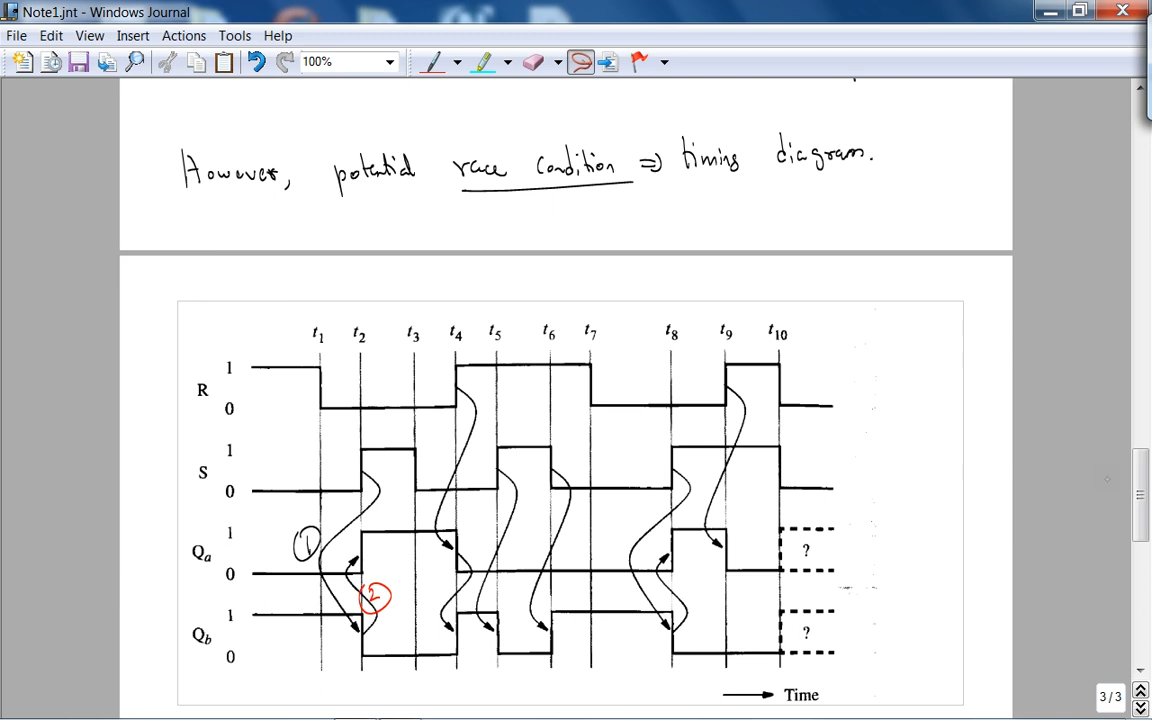 Note1.jnt - Windows Journal
File Edit View Insert Actions Tools Help
100%
However, potential race condition ⇒ timing diagram.
t1 t2 t3 t4 t5 t6 t7 t8 t9 t10
1
R
0
1
S
0
1
Qa
0
1
Qb
0
① ②
?
?
Time
3/3